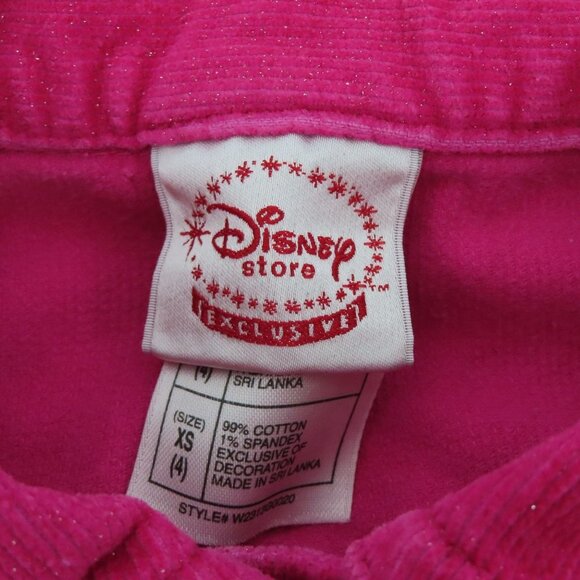 Disney
store
™
EXCLUSIVE
(4)
SRI LANKA
(SIZE)
XS
(4)
99% COTTON
1% SPANDEX
EXCLUSIVE OF
DECORATION
MADE IN SRI LANKA
STYLE#